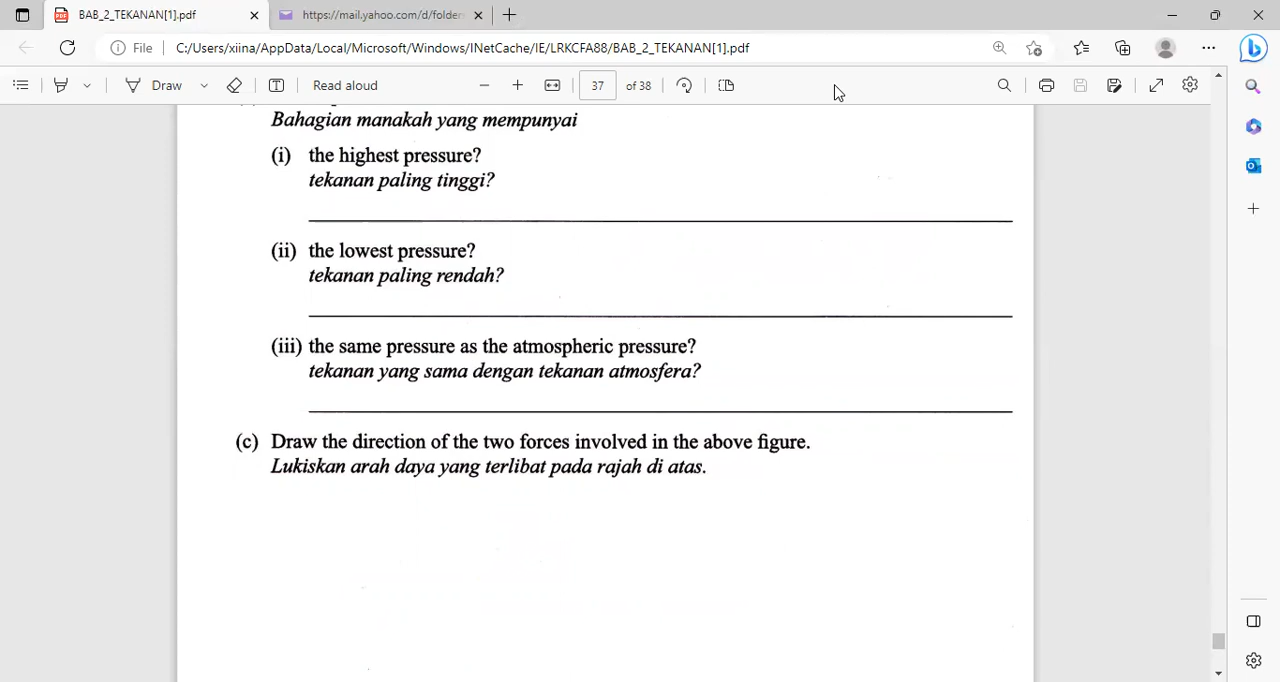 BAB_2_TEKANAN[1].pdf
https://mail.yahoo.com/d/folder
File
C:/Users/xiina/AppData/Local/Microsoft/Windows/INetCache/IE/LRKCFA88/BAB_2_TEKANAN[1].pdf
Draw
Read aloud
37
of 38
Bahagian manakah yang mempunyai
(i) the highest pressure?
tekanan paling tinggi?
(ii) the lowest pressure?
tekanan paling rendah?
(iii) the same pressure as the atmospheric pressure?
tekanan yang sama dengan tekanan atmosfera?
(c) Draw the direction of the two forces involved in the above figure.
Lukiskan arah daya yang terlibat pada rajah di atas.